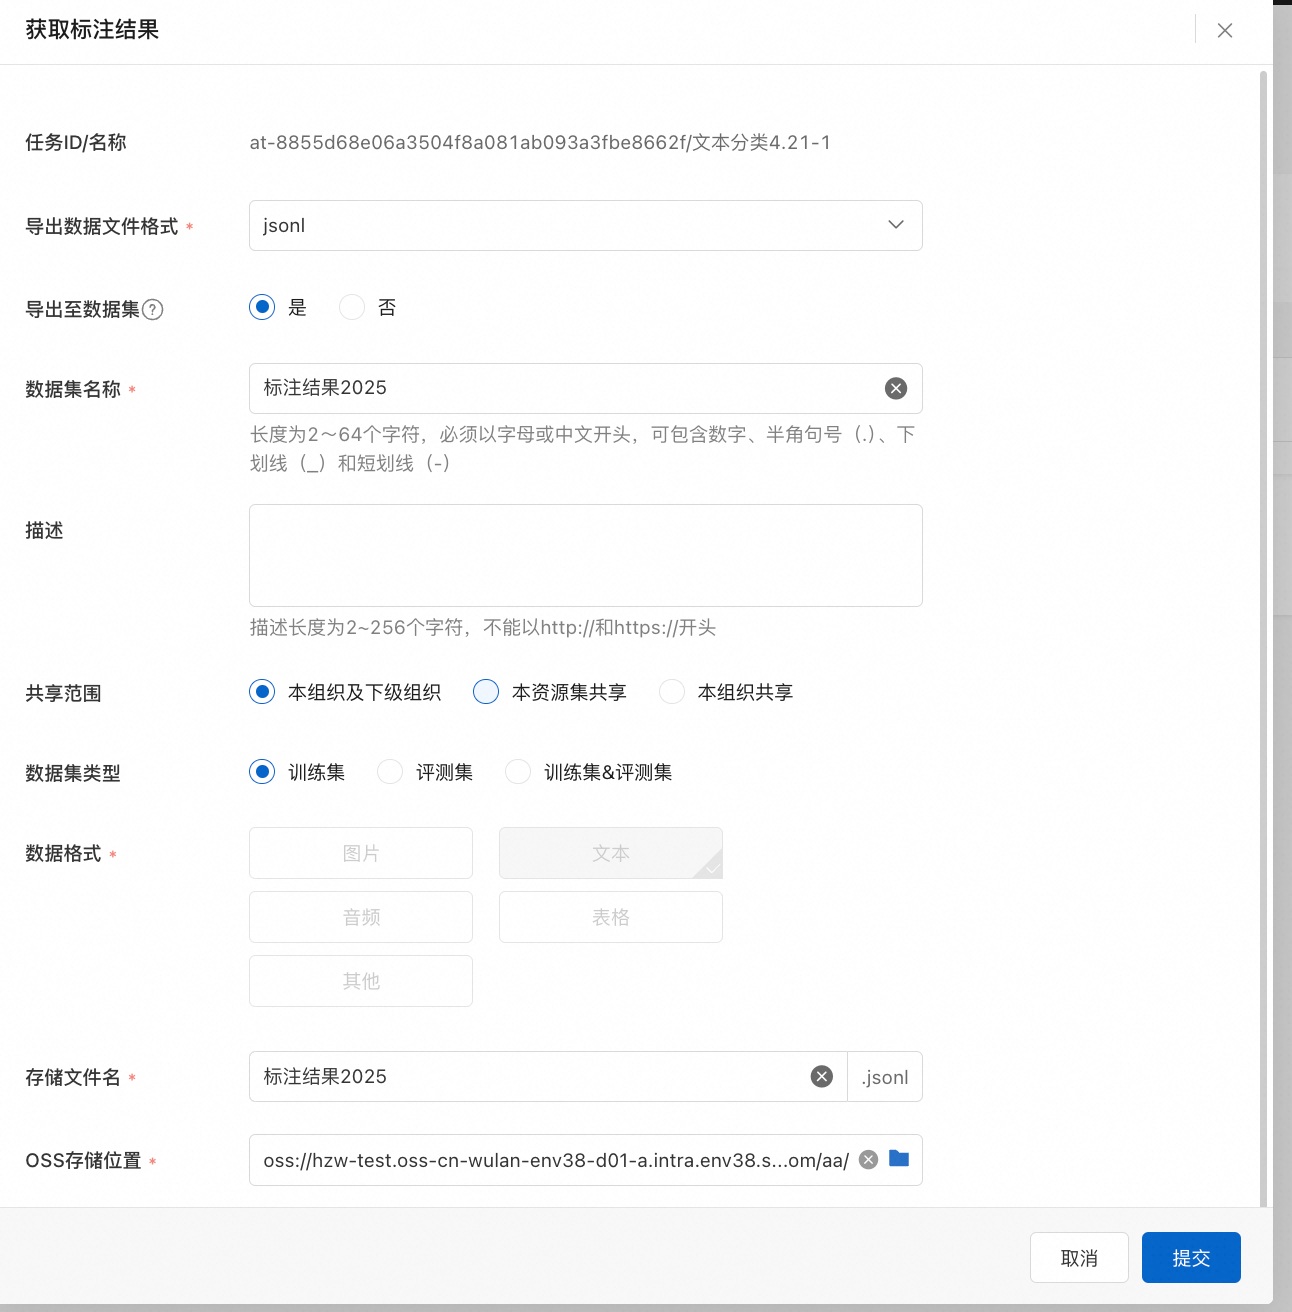 获取标注结果
任务ID/名称 at-8855d68e06a3504f8a081ab093a3fbe8662f/文本分类4.21-1
导出数据文件格式 * jsonl
导出至数据集 ? 是 否
数据集名称 * 标注结果2025
长度为2～64个字符，必须以字母或中文开头，可包含数字、半角句号（.）、下
划线（_）和短划线（-）
描述
描述长度为2~256个字符，不能以http://和https://开头
共享范围 本组织及下级组织 本资源集共享 本组织共享
数据集类型 训练集 评测集 训练集&评测集
数据格式 * 图片 文本
音频 表格
其他
存储文件名 * 标注结果2025 .jsonl
OSS存储位置 * oss://hzw-test.oss-cn-wulan-env38-d01-a.intra.env38.s...om/aa/
取消 提交